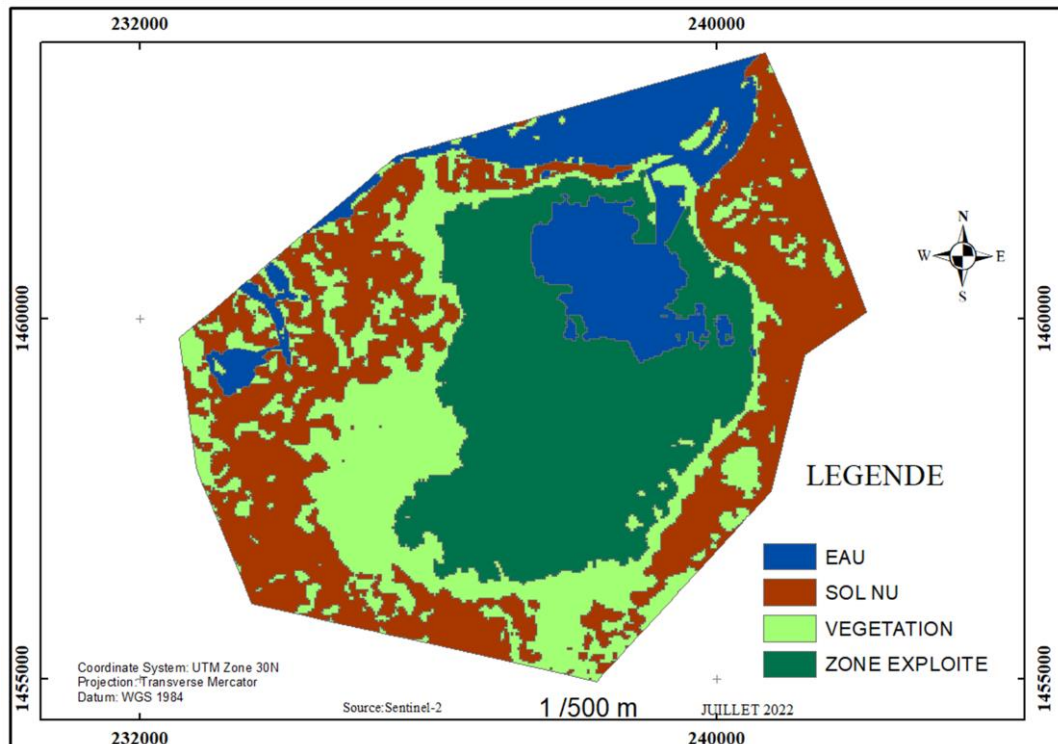 232000 240000
N
W E
S
1460000 1460000
LEGENDE
EAU
SOL NU
VEGETATION
ZONE EXPLOITE
1455000 1455000
Coordinate System: UTM Zone 30N
Projection: Transverse Mercator
Datum: WGS 1984
Source:Sentinel-2 1 /500 m JUILLET 2022
232000 240000